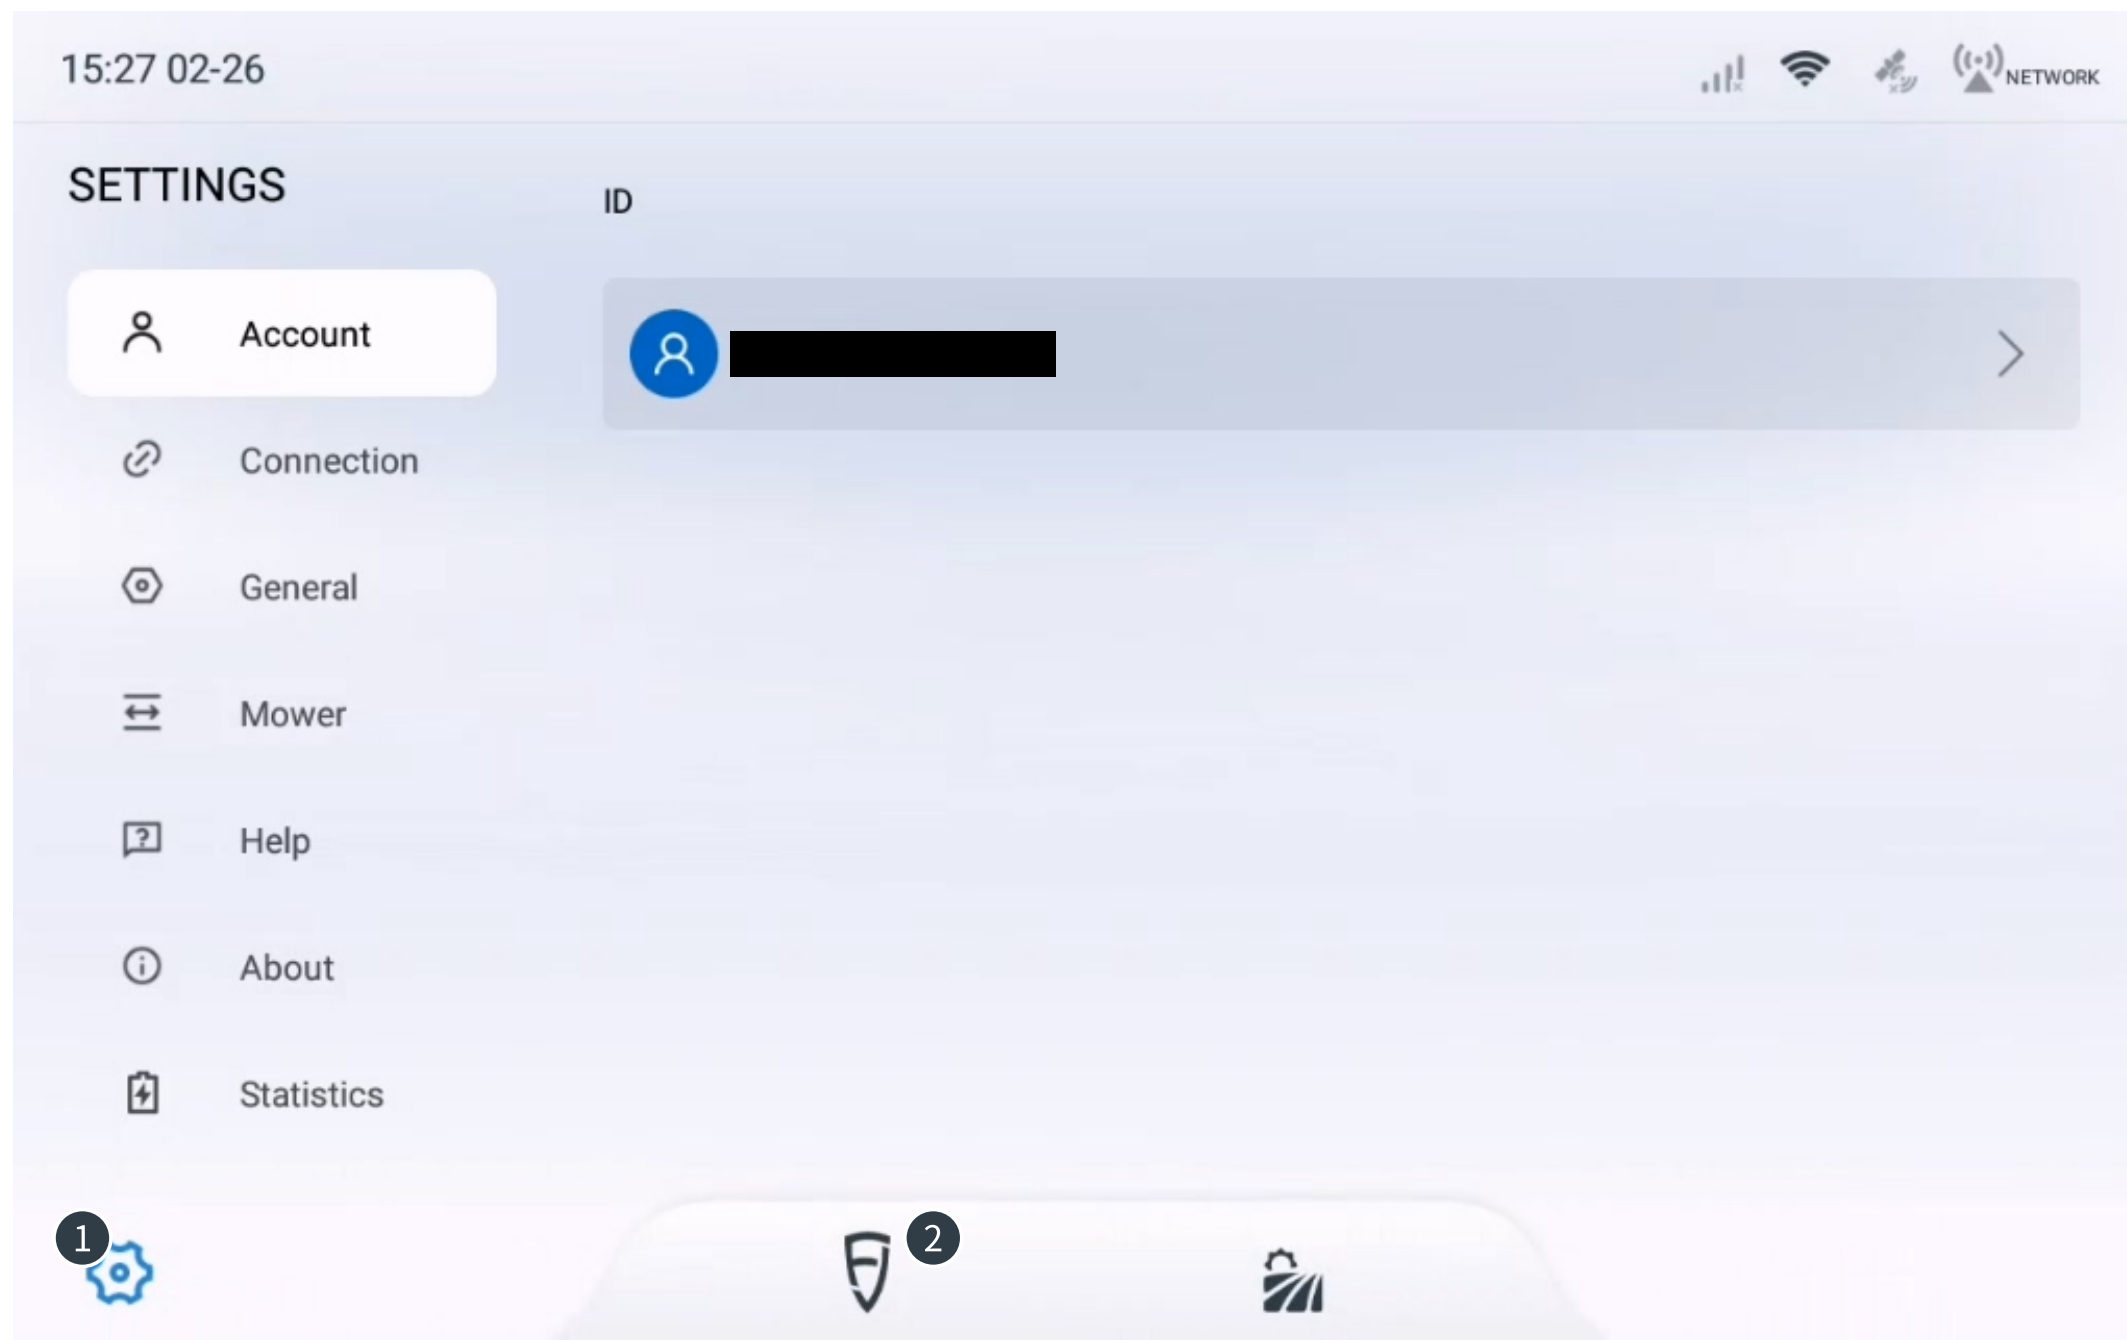 15:27 02-26
NETWORK
SETTINGS
ID
Account
Connection
General
Mower
Help
About
Statistics
1
2